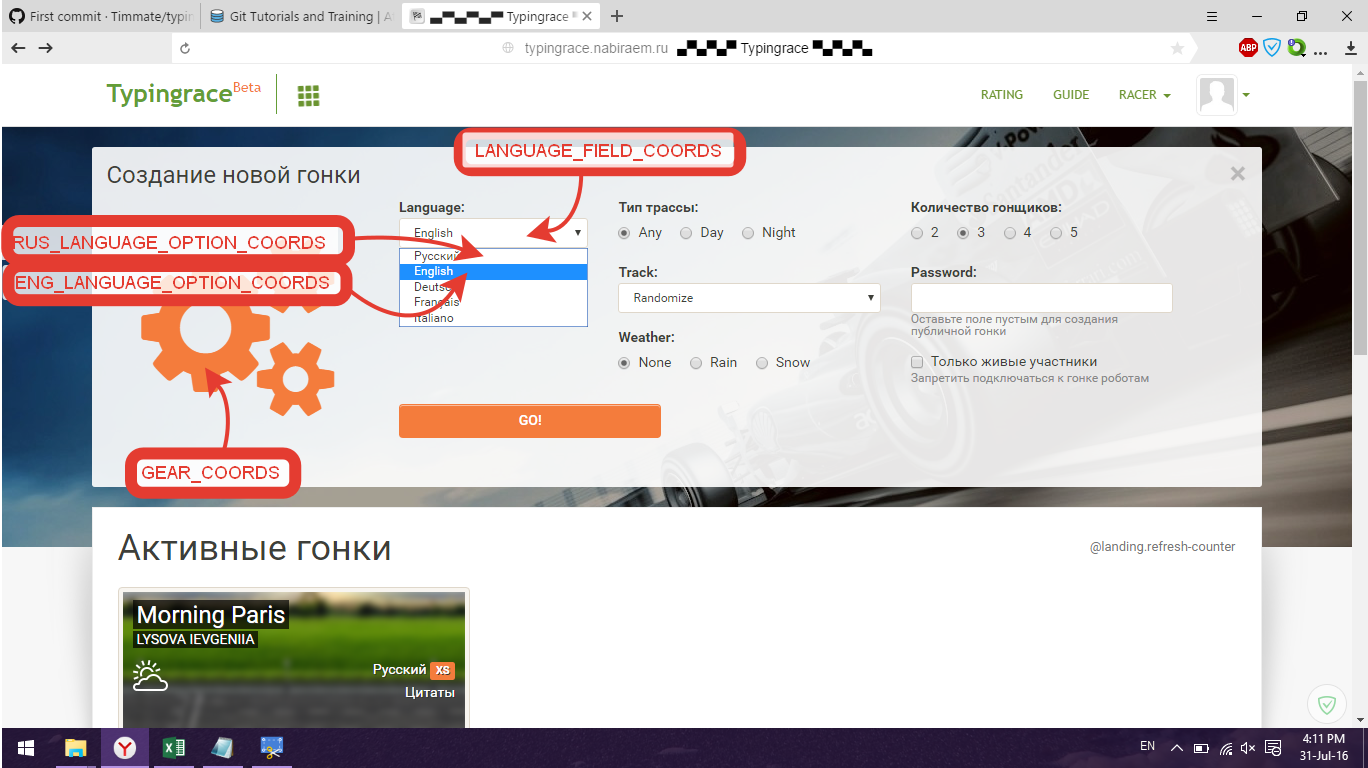 First commit · Timmate/typin
Git Tutorials and Training | A
Typingrace
typingrace.nabiraem.ru Typingrace
ABP
Typingrace Beta
RATING GUIDE RACER
LANGUAGE_FIELD_COORDS
Создание новой гонки
Language:
English
Русский
English
Deutsc
Français
Italiano
RUS_LANGUAGE_OPTION_COORDS
ENG_LANGUAGE_OPTION_COORDS
GEAR_COORDS
GO!
Тип трассы:
Any Day Night
Track:
Randomize
Weather:
None Rain Snow
Количество гонщиков:
2 3 4 5
Password:
Оставьте поле пустым для создания
публичной гонки
Только живые участники
Запретить подключаться к гонке роботам
Активные гонки
@landing.refresh-counter
Morning Paris
LYSOVA IEVGENIIA
Русский XS
Цитаты
EN
4:11 PM
31-Jul-16